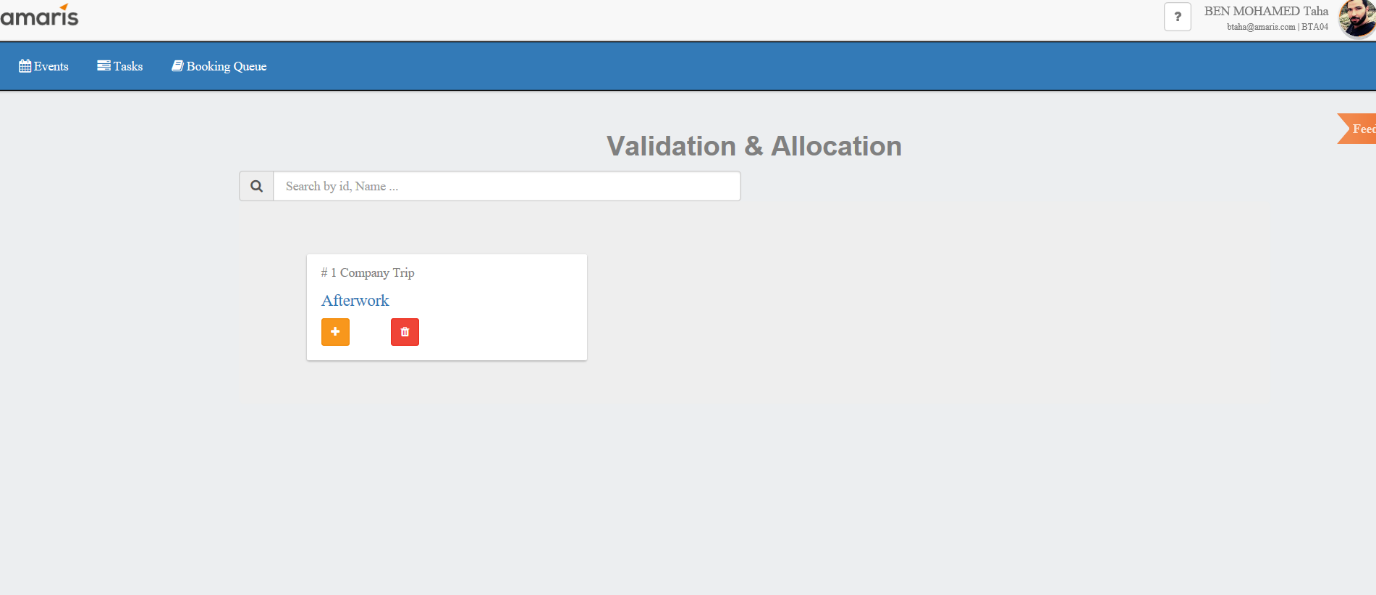 amaris
?
BEN MOHAMED Taha
btaha@amaris.com | BTA04
Events
Tasks
Booking Queue
Feed
Validation & Allocation
Search by id, Name ...
# 1 Company Trip
Afterwork